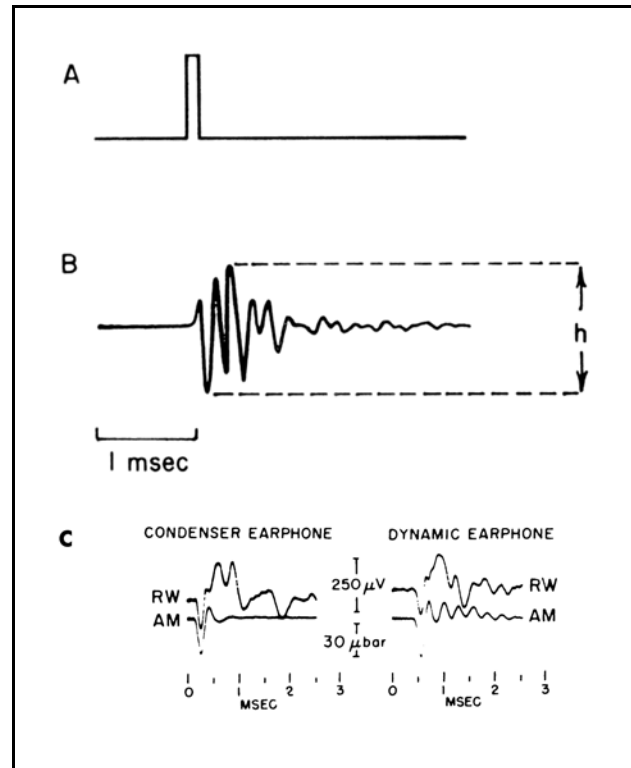 A
B
h
1 msec
C
CONDENSER EARPHONE DYNAMIC EARPHONE
RW 250 μV RW
AM AM
30 μbar
0 1 2 3 0 1 2 3
MSEC MSEC